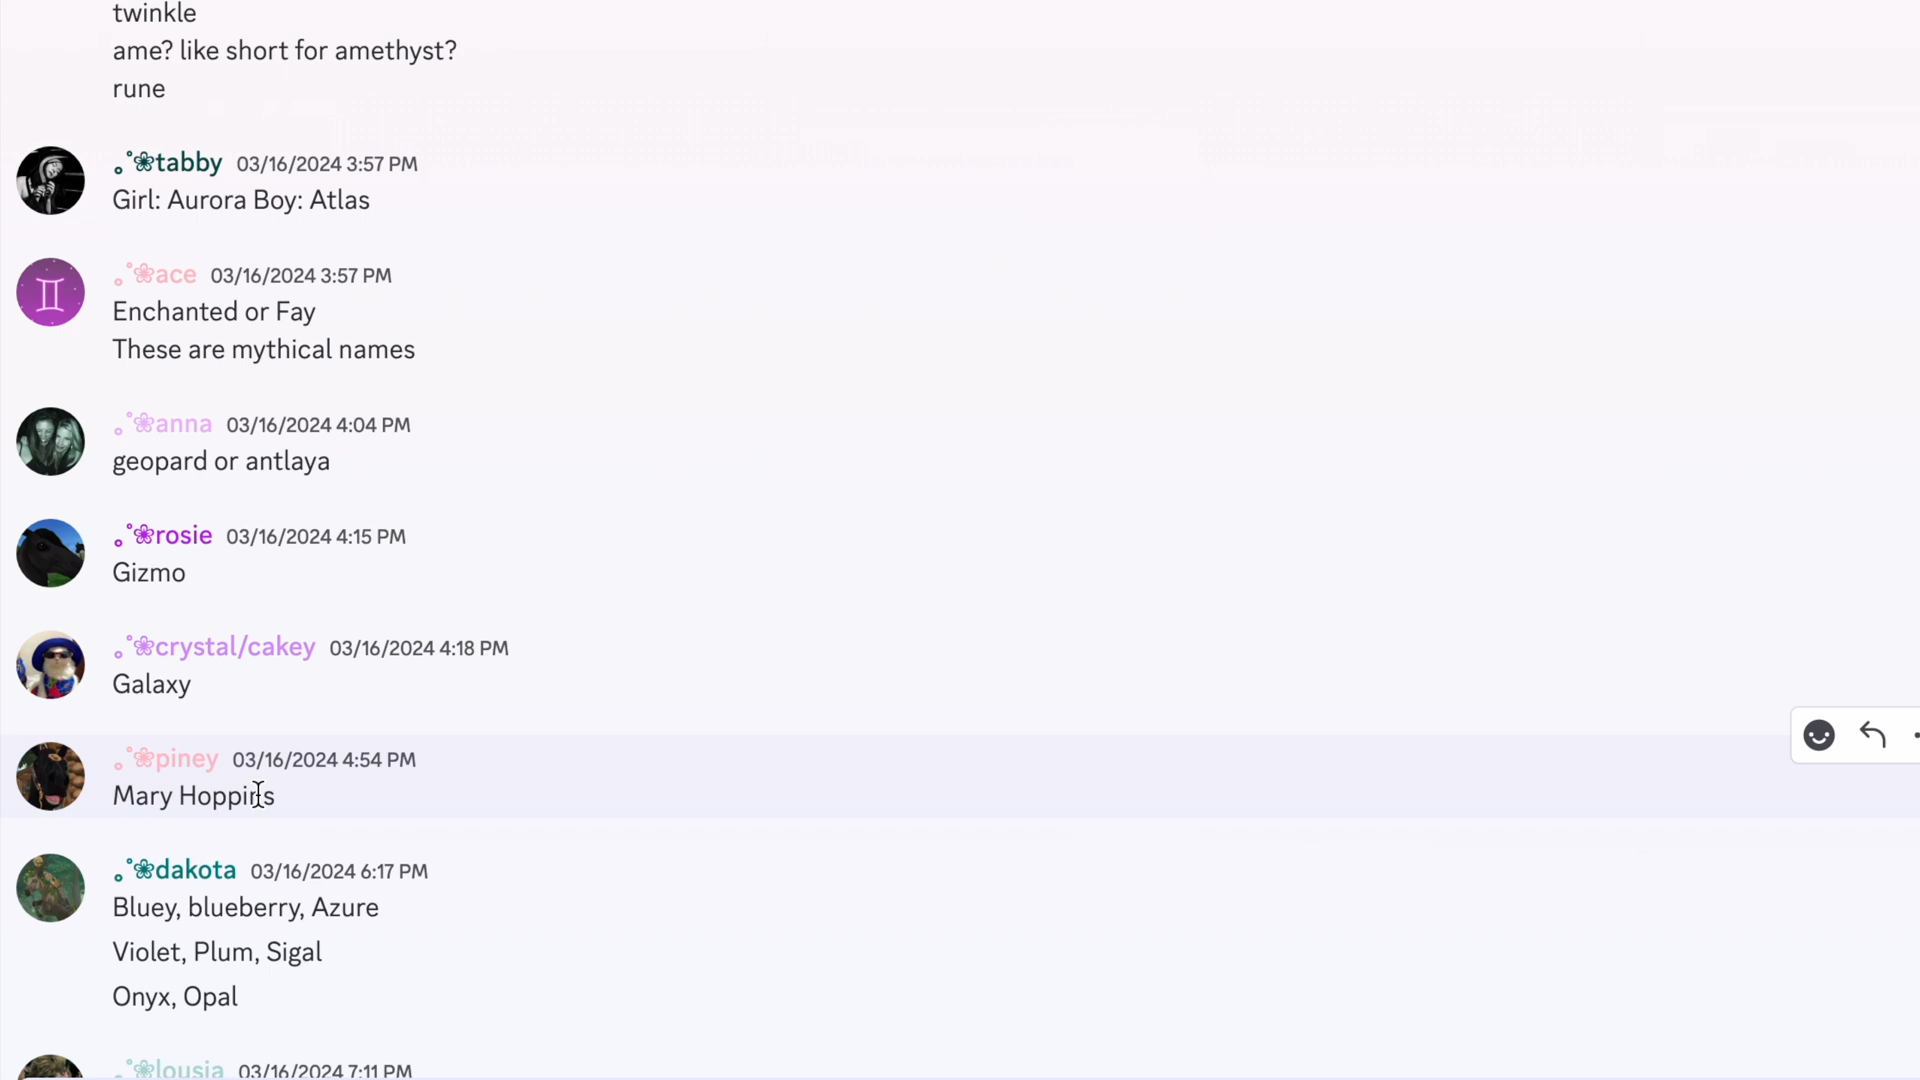 twinkle
ame? like short for amethyst?
rune
｡˚❀tabby 03/16/2024 3:57 PM
Girl: Aurora Boy: Atlas
｡˚❀ace 03/16/2024 3:57 PM
Enchanted or Fay
These are mythical names
｡˚❀anna 03/16/2024 4:04 PM
geopard or antlaya
｡˚❀rosie 03/16/2024 4:15 PM
Gizmo
｡˚❀crystal/cakey 03/16/2024 4:18 PM
Galaxy
｡˚❀piney 03/16/2024 4:54 PM
Mary Hoppins
｡˚❀dakota 03/16/2024 6:17 PM
Bluey, blueberry, Azure
Violet, Plum, Sigal
Onyx, Opal
｡˚❀lousia 03/16/2024 7:11 PM